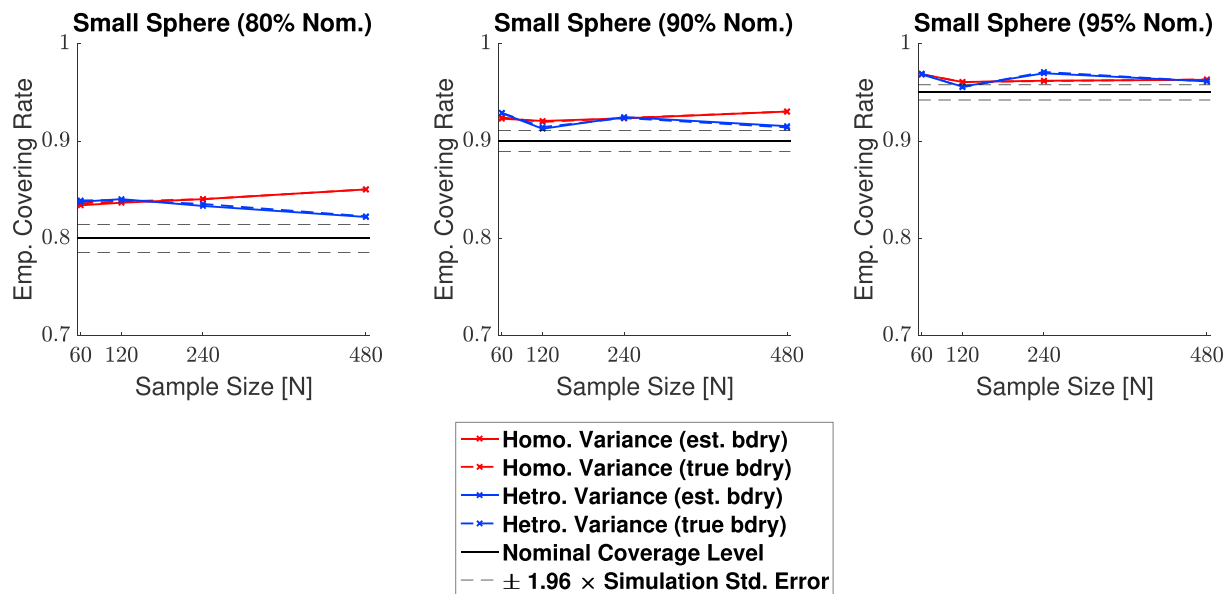 Small Sphere (80% Nom.)
1
0.9
0.8
0.7
60 120 240 480
Emp. Covering Rate
Sample Size [N]
Small Sphere (90% Nom.)
1
0.9
0.8
0.7
60 120 240 480
Emp. Covering Rate
Sample Size [N]
Small Sphere (95% Nom.)
1
0.9
0.8
0.7
60 120 240 480
Emp. Covering Rate
Sample Size [N]
Homo. Variance (est. bdry)
Homo. Variance (true bdry)
Hetro. Variance (est. bdry)
Hetro. Variance (true bdry)
Nominal Coverage Level
± 1.96 × Simulation Std. Error